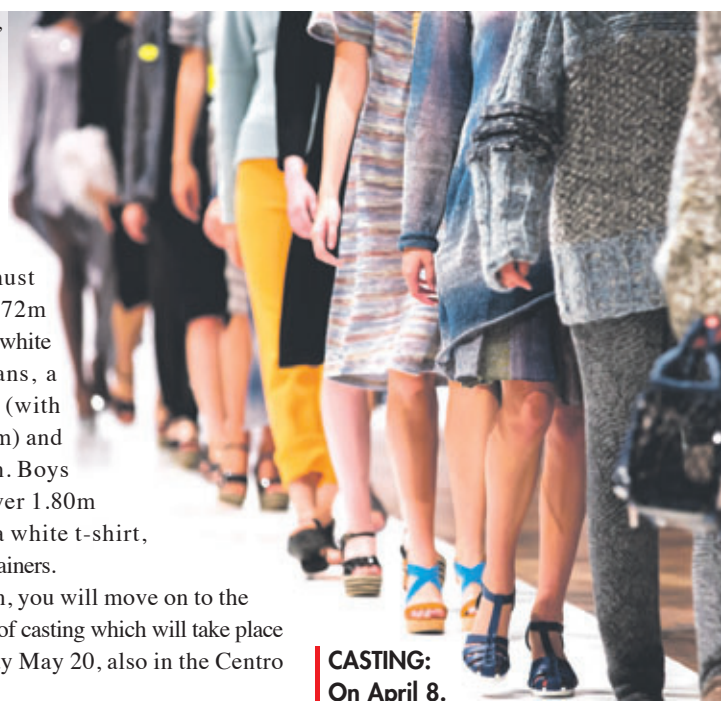 must
72m
white
ans, a
(with
m) and
. Boys
ver 1.80m
a white t-shirt,
ainers.
, you will move on to the
of casting which will take place
y May 20, also in the Centro
CASTING:
On April 8.